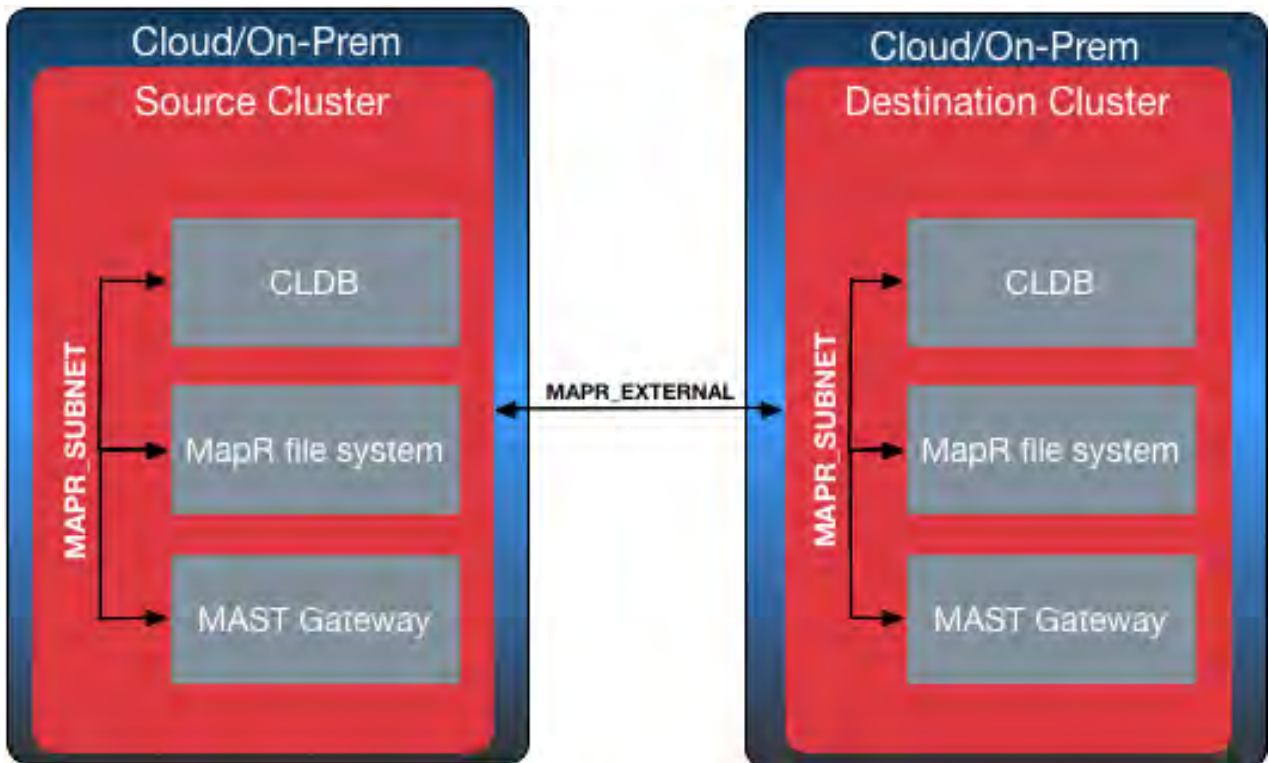 Cloud/On-Prem
Source Cluster
MAPR_SUBNET
CLDB
MapR file system
MAST Gateway
MAPR_EXTERNAL
Cloud/On-Prem
Destination Cluster
MAPR_SUBNET
CLDB
MapR file system
MAST Gateway